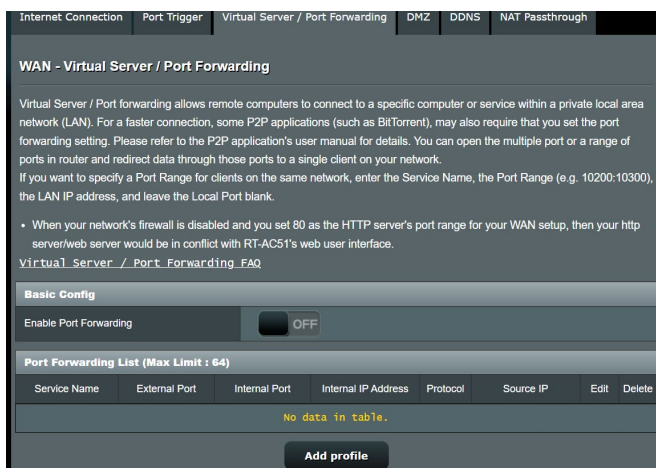 Internet Connection Port Trigger Virtual Server / Port Forwarding DMZ DDNS NAT Passthrough
WAN - Virtual Server / Port Forwarding
Virtual Server / Port forwarding allows remote computers to connect to a specific computer or service within a private local area
network (LAN). For a faster connection, some P2P applications (such as BitTorrent), may also require that you set the port
forwarding setting. Please refer to the P2P application's user manual for details. You can open the multiple port or a range of
ports in router and redirect data through those ports to a single client on your network.
If you want to specify a Port Range for clients on the same network, enter the Service Name, the Port Range (e.g. 10200:10300),
the LAN IP address, and leave the Local Port blank.
• When your network's firewall is disabled and you set 80 as the HTTP server's port range for your WAN setup, then your http
server/web server would be in conflict with RT-AC51's web user interface.
Virtual Server / Port Forwarding FAQ
Basic Config
Enable Port Forwarding OFF
Port Forwarding List (Max Limit : 64)
Service Name External Port Internal Port Internal IP Address Protocol Source IP Edit Delete
No data in table.
Add profile